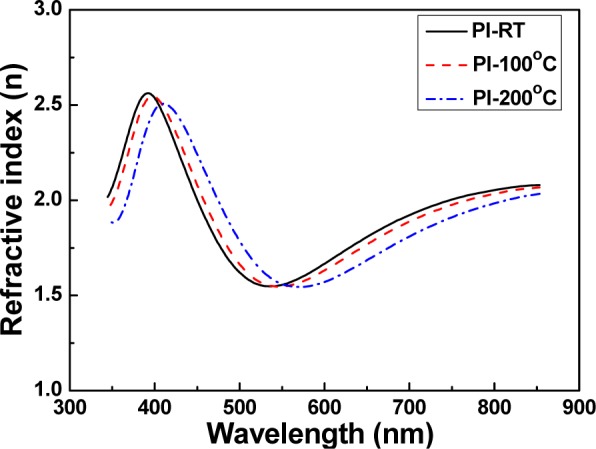 3.0
2.5
2.0
1.5
1.0
Refractive index (n)
PI-RT
PI-100°C
PI-200°C
300 400 500 600 700 800 900
Wavelength (nm)